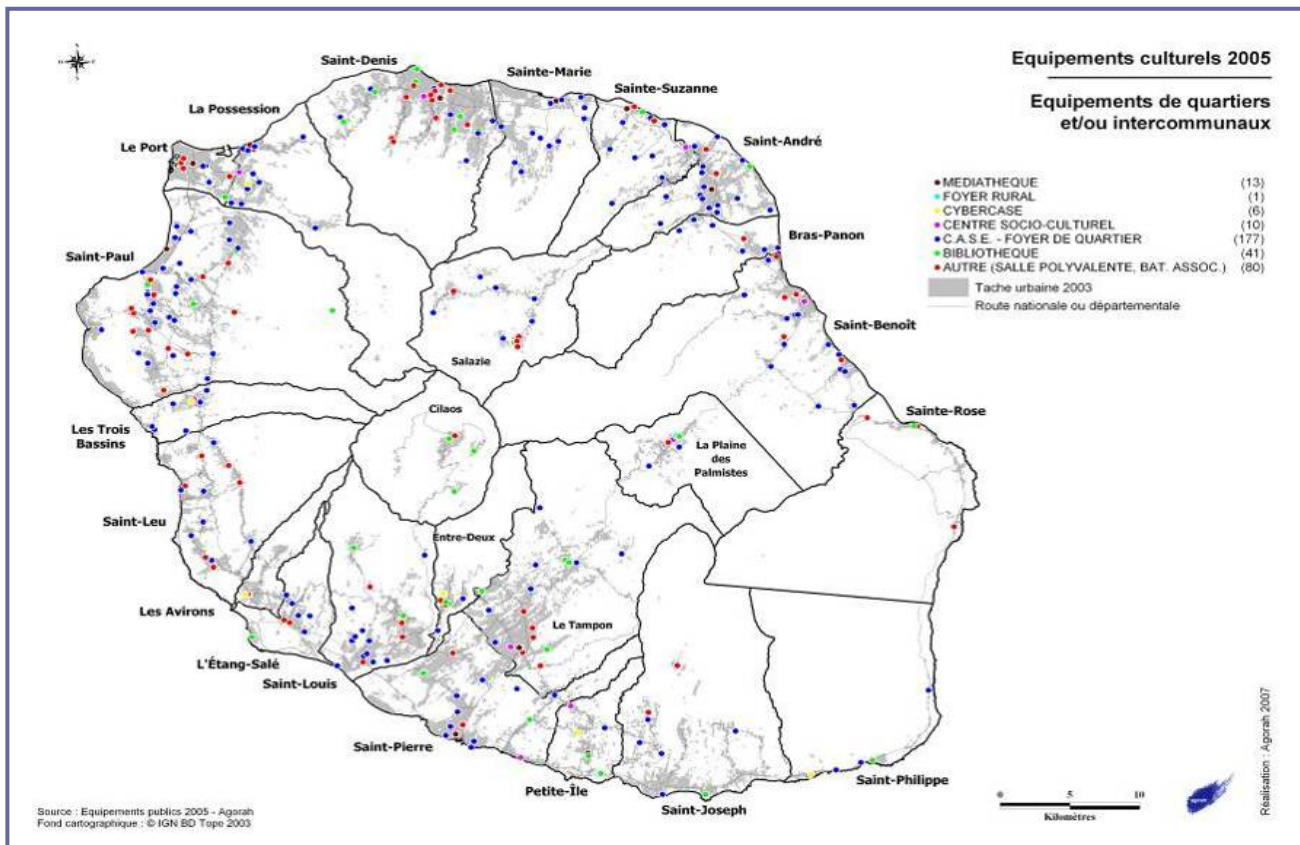 Equipements culturels 2005
Equipements de quartiers
et/ou intercommunaux
MEDIATHEQUE (13)
FOYER RURAL (1)
CYBERCASE (6)
CENTRE SOCIO-CULTUREL (10)
C.A.S.E. - FOYER DE QUARTIER (177)
BIBLIOTHEQUE (41)
AUTRE (SALLE POLYVALENTE, BAT. ASSOC.) (80)
Tache urbaine 2003
Route nationale ou départementale
Saint-Denis
Sainte-Marie
Sainte-Suzanne
La Possession
Saint-André
Le Port
Bras-Panon
Saint-Paul
Saint-Benoît
Salazie
Cilaos
Sainte-Rose
Les Trois
Bassins
La Plaine
des
Palmistes
Saint-Leu
Entre-Deux
Les Avirons
Le Tampon
L'Étang-Salé
Saint-Louis
Saint-Pierre
Petite-Île
Saint-Philippe
Saint-Joseph
0 5 10
Kilomètres
Réalisation : Agorah 2007
Source : Equipements publics 2005 - Agorah
Fond cartographique : © IGN BD Topo 2003